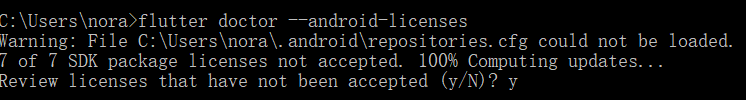 C:\Users\nora>flutter doctor --android-licenses
Warning: File C:\Users\nora\.android\repositories.cfg could not be loaded.
7 of 7 SDK package licenses not accepted. 100% Computing updates...
Review licenses that have not been accepted (y/N)? y